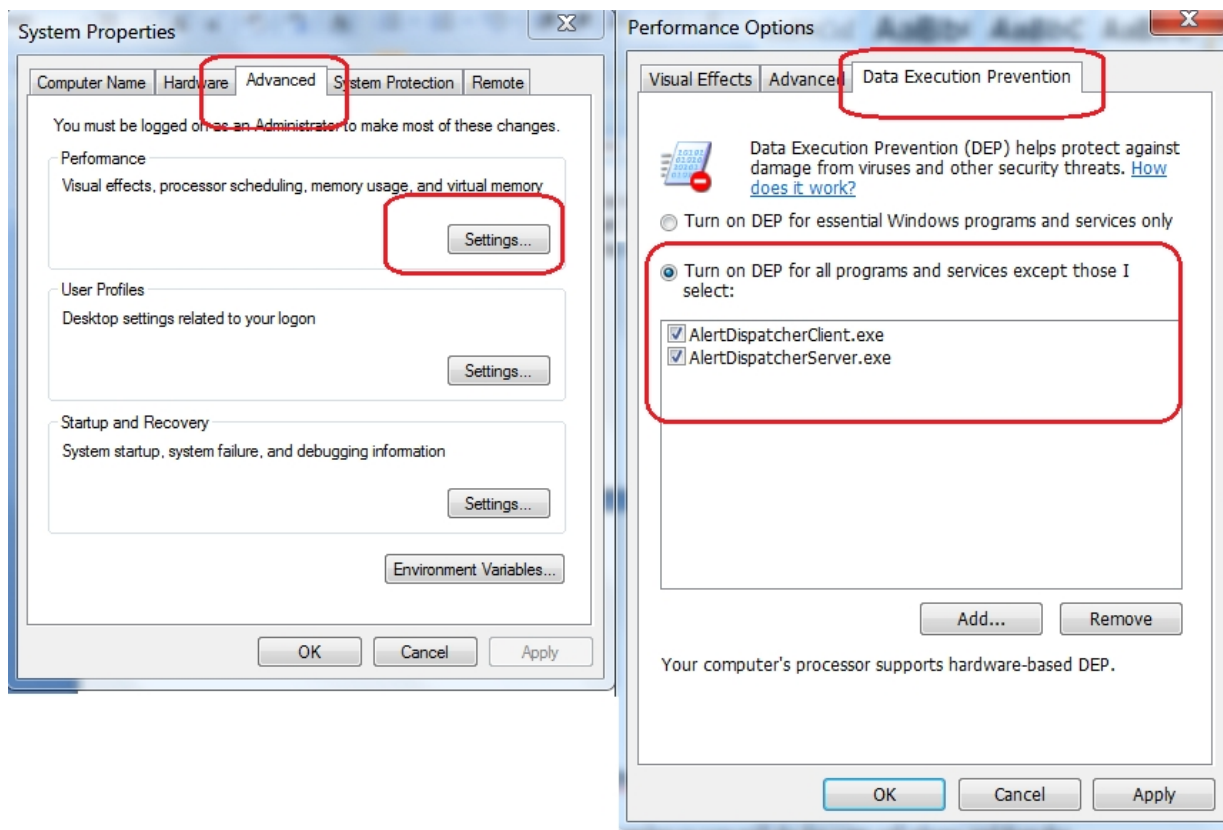 System Properties
Computer Name Hardware Advanced System Protection Remote
You must be logged on as an Administrator to make most of these changes.
Performance
Visual effects, processor scheduling, memory usage, and virtual memory
Settings...
User Profiles
Desktop settings related to your logon
Settings...
Startup and Recovery
System startup, system failure, and debugging information
Settings...
Environment Variables...
OK Cancel Apply
Performance Options
Visual Effects Advanced Data Execution Prevention
Data Execution Prevention (DEP) helps protect against
damage from viruses and other security threats. How
does it work?
Turn on DEP for essential Windows programs and services only
Turn on DEP for all programs and services except those I
select:
AlertDispatcherClient.exe
AlertDispatcherServer.exe
Add... Remove
Your computer's processor supports hardware-based DEP.
OK Cancel Apply